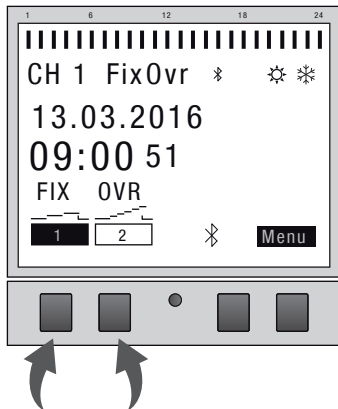 1 6 12 18 24
CH 1 FixOvr
13.03.2016
09:00 51
FIX OVR
1 2 Menu